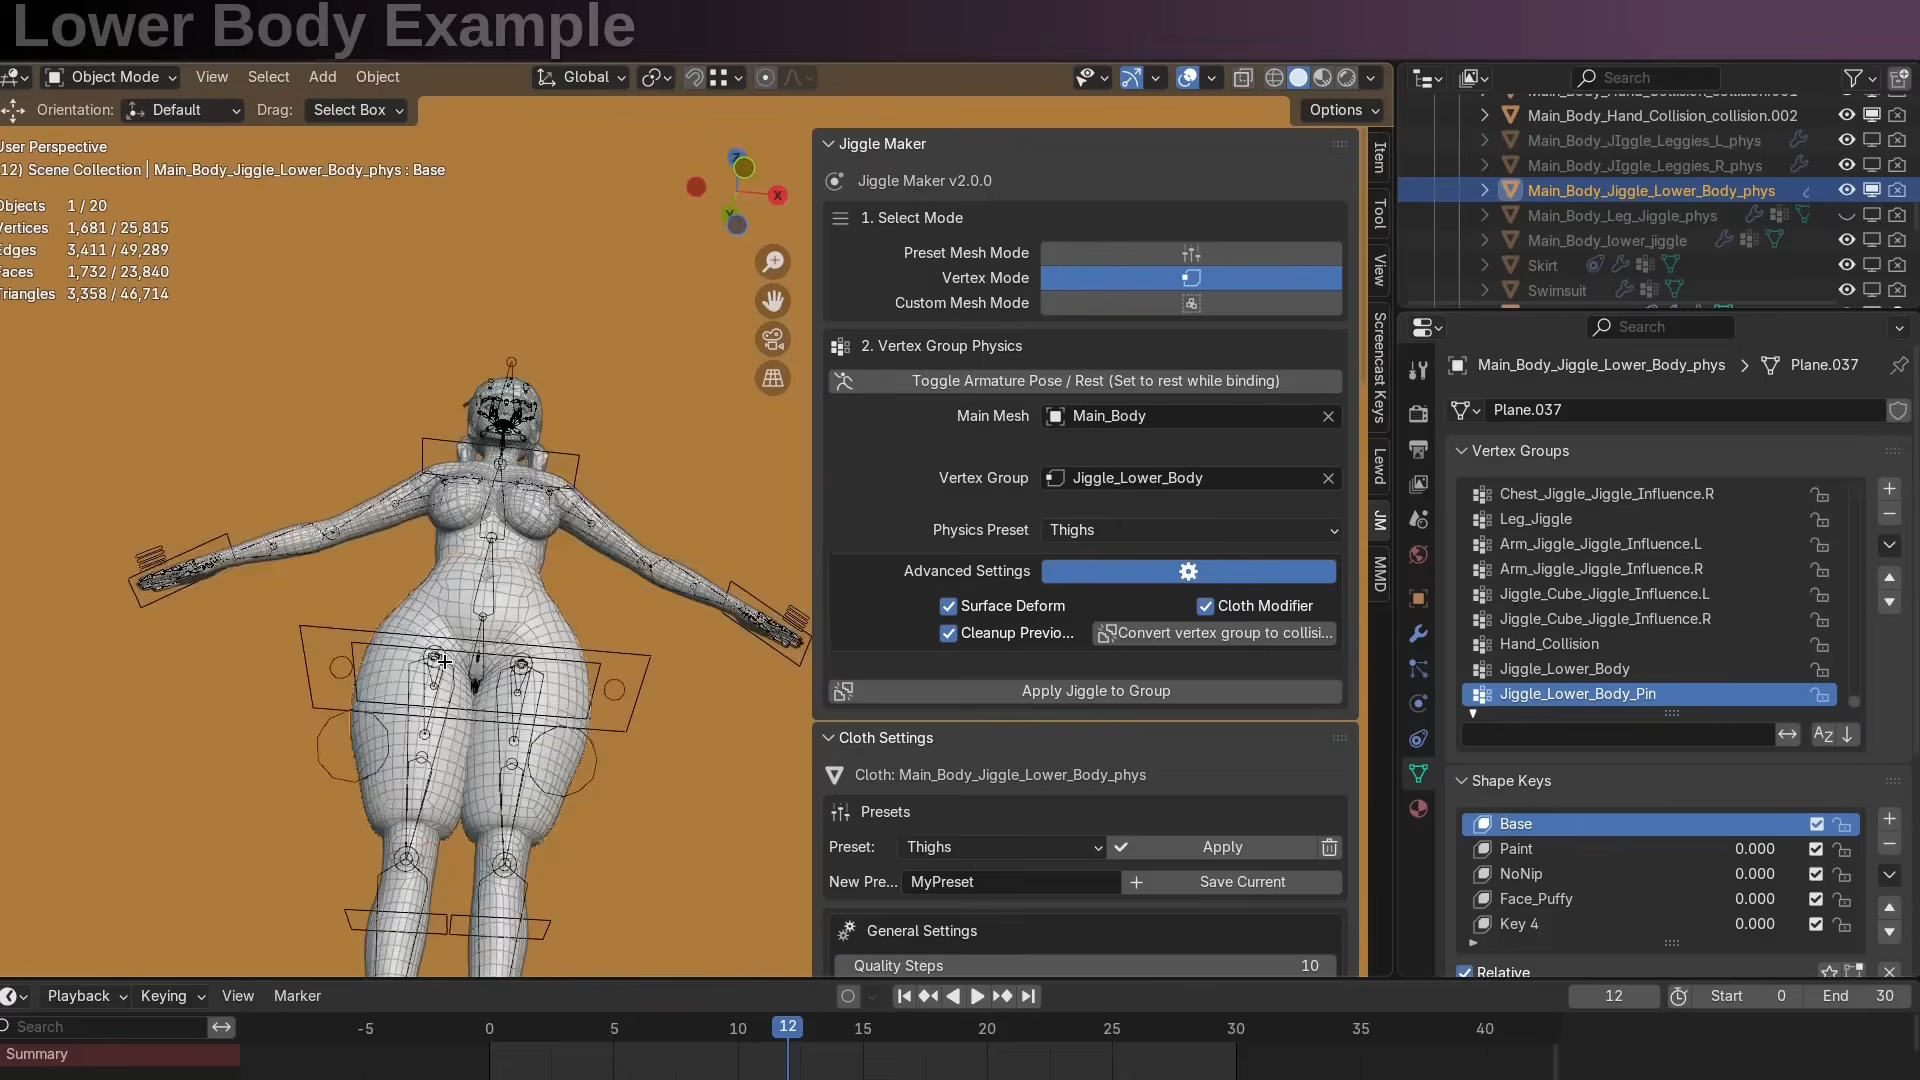 Lower Body Example
Object Mode View Select Add Object Global
Orientation: Default Drag: Select Box Options
User Perspective
12) Scene Collection | Main_Body_Jiggle_Lower_Body_phys : Base
Objects 1 / 20
Vertices 1,681 / 25,815
Edges 3,411 / 49,289
Faces 1,732 / 23,840
Triangles 3,358 / 46,714
Z
X
Y
Jiggle Maker
Jiggle Maker v2.0.0
1. Select Mode
Preset Mesh Mode
Vertex Mode
Custom Mesh Mode
2. Vertex Group Physics
Toggle Armature Pose / Rest (Set to rest while binding)
Main Mesh Main_Body
Vertex Group Jiggle_Lower_Body
Physics Preset Thighs
Advanced Settings
Surface Deform Cloth Modifier
Cleanup Previo... Convert vertex group to collisi...
Apply Jiggle to Group
Cloth Settings
Cloth: Main_Body_Jiggle_Lower_Body_phys
Presets
Preset: Thighs Apply
New Pre... MyPreset Save Current
General Settings
Quality Steps 10
Item
Tool
View
Screencast Keys
Lewd
JM
MMD
Search
Main_Body_Hand_Collision_collision.001
Main_Body_Hand_Collision_collision.002
Main_Body_JIggle_Leggies_L_phys
Main_Body_JIggle_Leggies_R_phys
Main_Body_Jiggle_Lower_Body_phys
Main_Body_Leg_Jiggle_phys
Main_Body_lower_jiggle
Skirt
Swimsuit
Search
Main_Body_Jiggle_Lower_Body_phys Plane.037
Plane.037
Vertex Groups
Chest_Jiggle_Jiggle_Influence.R
Leg_Jiggle
Arm_Jiggle_Jiggle_Influence.L
Arm_Jiggle_Jiggle_Influence.R
Jiggle_Cube_Jiggle_Influence.L
Jiggle_Cube_Jiggle_Influence.R
Hand_Collision
Jiggle_Lower_Body
Jiggle_Lower_Body_Pin
Shape Keys
Base
Paint 0.000
NoNip 0.000
Face_Puffy 0.000
Key 4 0.000
Relative
Playback Keying View Marker 12 Start 0 End 30
Search -5 0 5 10 12 15 20 25 30 35 40
Summary